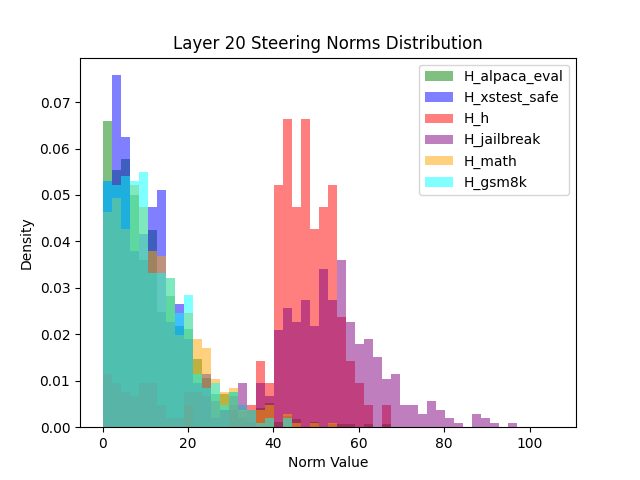 Layer 20 Steering Norms Distribution
H_alpaca_eval
H_xstest_safe
H_h
H_jailbreak
H_math
H_gsm8k
Density
0.07
0.06
0.05
0.04
0.03
0.02
0.01
0.00
0 20 40 60 80 100
Norm Value